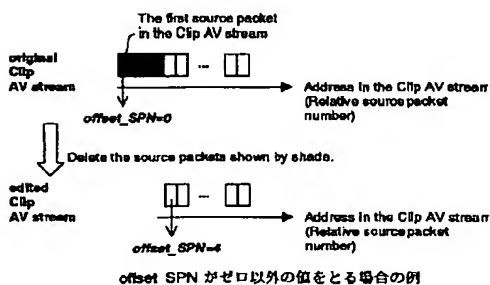 The first source packet
in the Clip AV stream
original
Clip
AV stream
...
Address in the Clip AV stream
(Relative source packet
number)
offset_SPN=0
Delete the source packets shown by shade.
edited
Clip
AV stream
...
Address in the Clip AV stream
(Relative source packet
number)
offset_SPN=4
offset SPN がゼロ以外の値をとる場合の例